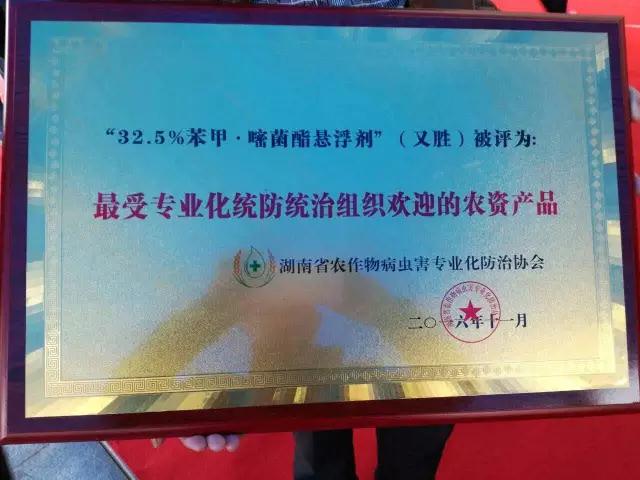 “32.5%苯甲·嘧菌酯悬浮剂”（又胜）被评为:
最受专业化统防统治组织欢迎的农资产品
湖南省农作物病虫害专业化防治协会
二〇一六年十一月